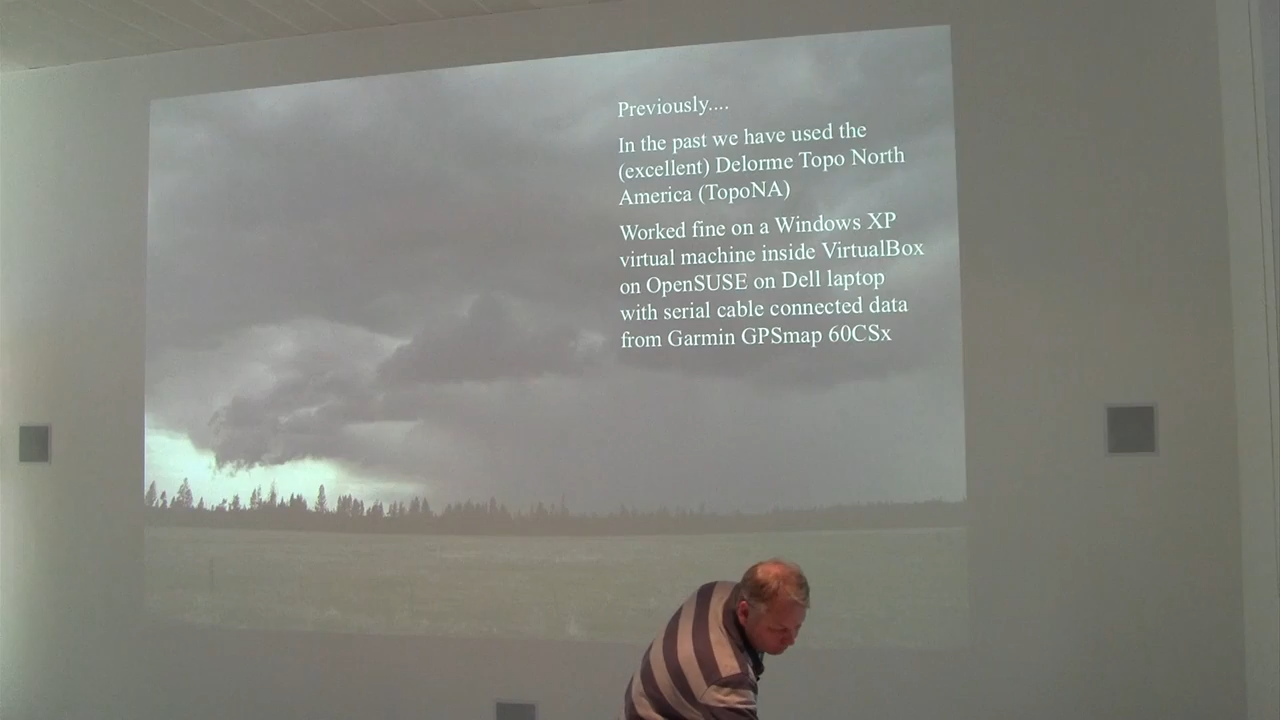 Previously....
In the past we have used the
(excellent) Delorme Topo North
America (TopoNA)
Worked fine on a Windows XP
virtual machine inside VirtualBox
on OpenSUSE on Dell laptop
with serial cable connected data
from Garmin GPSmap 60CSx